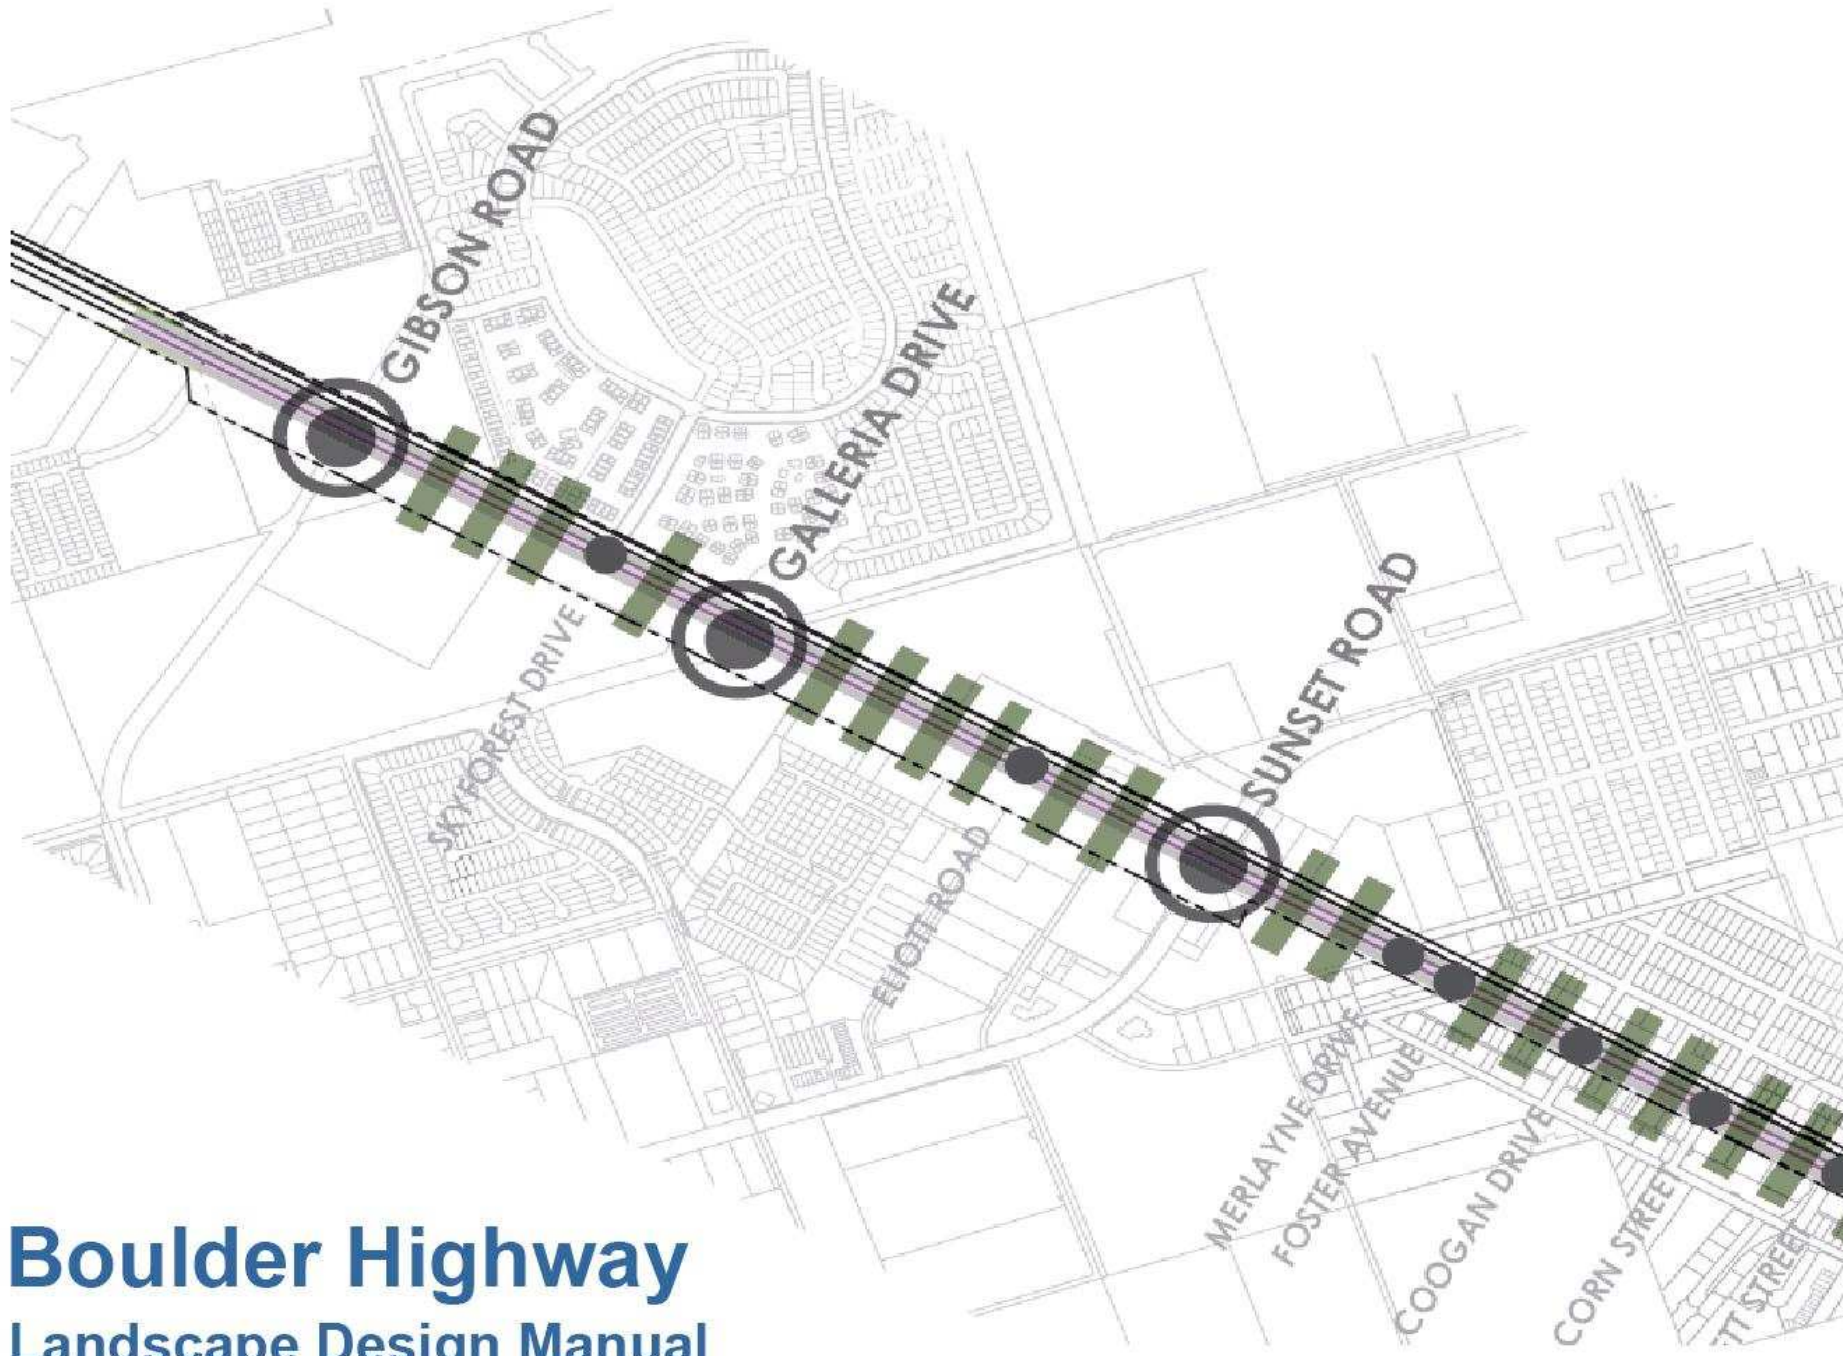 GIBSON ROAD
GALLERIA DRIVE
SKYFOREST DRIVE
SUNSET ROAD
ELIOTT ROAD
MERLAYNE DRIVE
FOSTER AVENUE
COOGAN DRIVE
CORN STREET
STREET
Boulder Highway
Landscape Design Manual